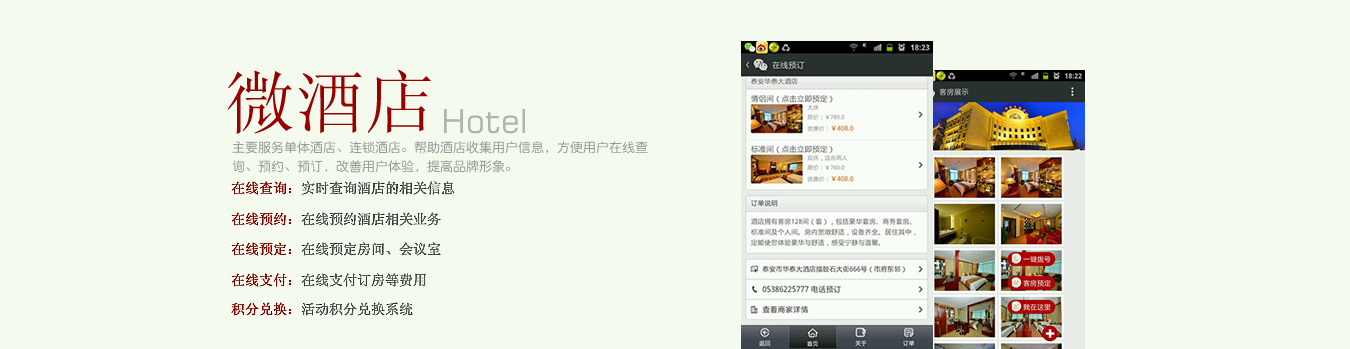 微酒店 Hotel
主要服务单体酒店、连锁酒店。帮助酒店收集用户信息，方便用户在线查
询、预约、预订，改善用户体验，提高品牌形象。
在线查询：实时查询酒店的相关信息
在线预约：在线预约酒店相关业务
在线预定：在线预定房间、会议室
在线支付：在线支付订房等费用
积分兑换：活动积分兑换系统
18:23
在线预订
泰安华泰大酒店
情侣间（点击立即预定）
大床
原价：￥780.0
优惠价：￥408.0
标准间（点击立即预定）
双床，适合两人
原价：￥780.0
优惠价：￥408.0
订单说明
酒店拥有客房128间（套），包括豪华套房、商务套房、
标准间及个人间。房内宽敞舒适，设备齐全。居住其中，
定能使您体验豪华与舒适，感受宁静与温馨。
泰安市华泰大酒店擂鼓石大街666号（市府东邻）
05386225777 电话预订
查看商家详情
返回
首页
关于
订单
18:22
客房展示
一键拨号
客房预定
我在这里